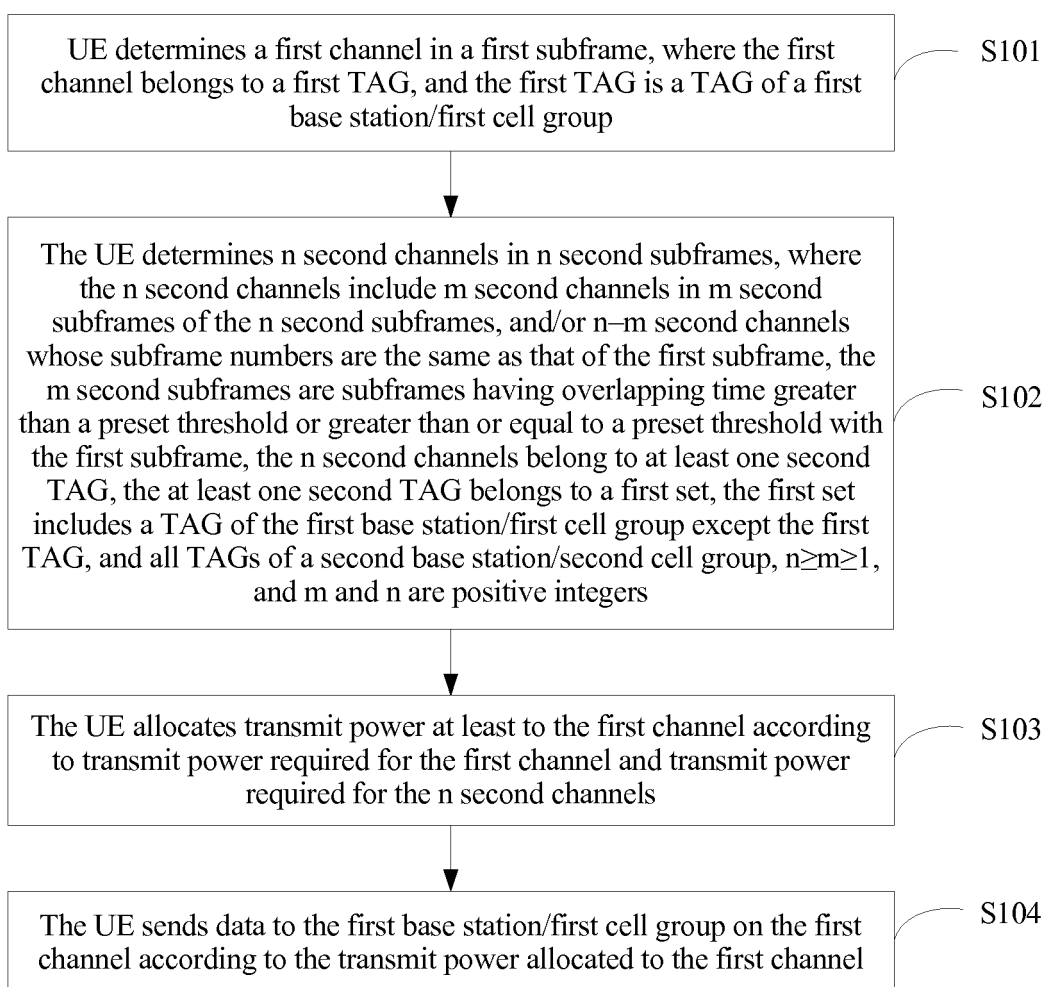 UE determines a first channel in a first subframe, where the first
channel belongs to a first TAG, and the first TAG is a TAG of a first
base station/first cell group
S101
The UE determines n second channels in n second subframes, where
the n second channels include m second channels in m second
subframes of the n second subframes, and/or n–m second channels
whose subframe numbers are the same as that of the first subframe, the
m second subframes are subframes having overlapping time greater
than a preset threshold or greater than or equal to a preset threshold with
the first subframe, the n second channels belong to at least one second
TAG, the at least one second TAG belongs to a first set, the first set
includes a TAG of the first base station/first cell group except the first
TAG, and all TAGs of a second base station/second cell group, n≥m≥1,
and m and n are positive integers
S102
The UE allocates transmit power at least to the first channel according
to transmit power required for the first channel and transmit power
required for the n second channels
S103
The UE sends data to the first base station/first cell group on the first
channel according to the transmit power allocated to the first channel
S104